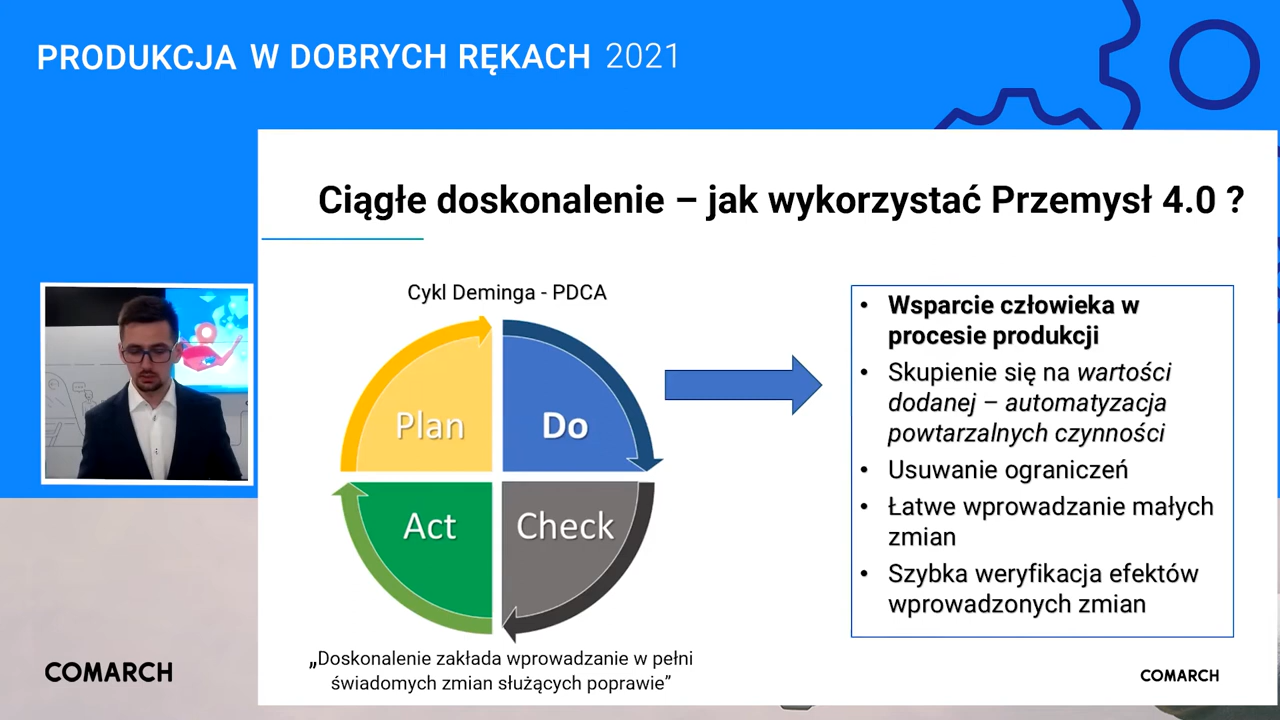 PRODUKCJA W DOBRYCH RĘKACH 2021
Ciągłe doskonalenie – jak wykorzystać Przemysł 4.0 ?
Cykl Deminga - PDCA
Plan
Do
Act
Check
„Doskonalenie zakłada wprowadzanie w pełni
świadomych zmian służących poprawie”
• Wsparcie człowieka w
procesie produkcji
• Skupienie się na wartości
dodanej – automatyzacja
powtarzalnych czynności
• Usuwanie ograniczeń
• Łatwe wprowadzanie małych
zmian
• Szybka weryfikacja efektów
wprowadzonych zmian
COMARCH
COMARCH